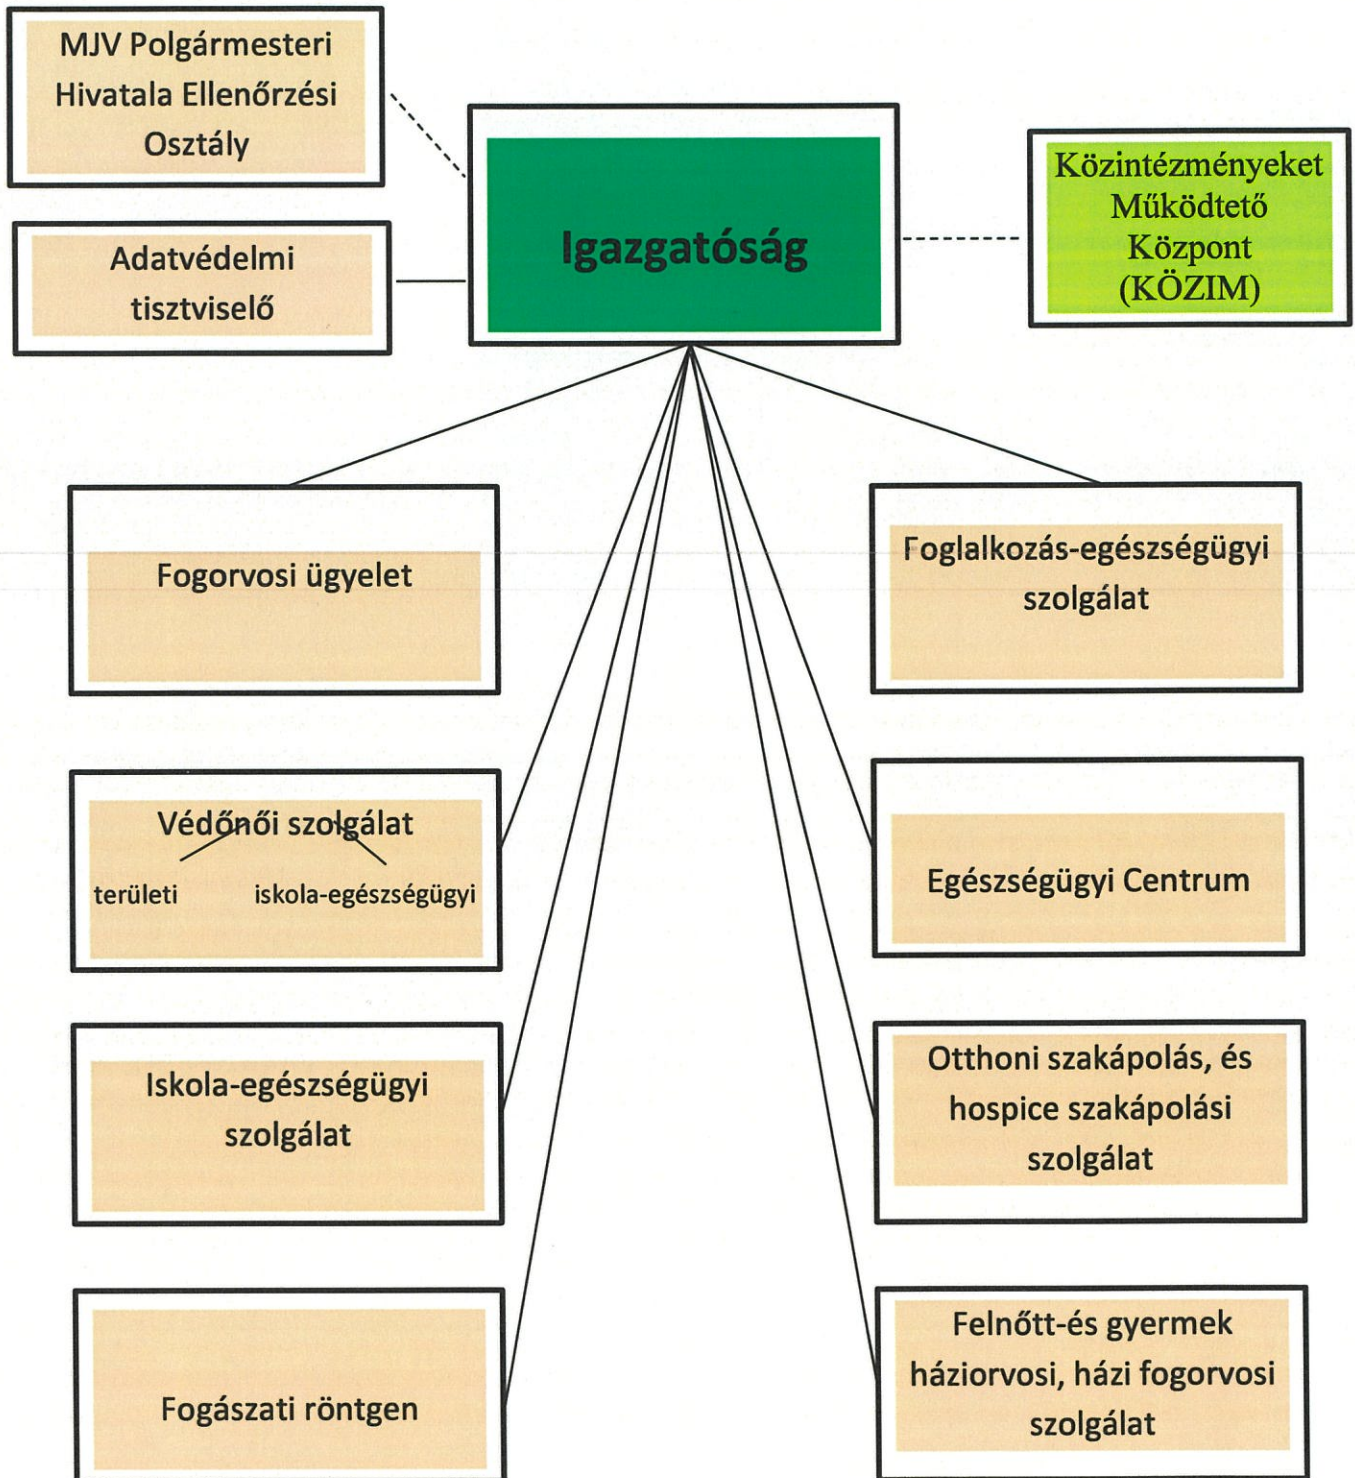 MJV Polgármesteri
Hivatala Ellenőrzési
Osztály
Adatvédelmi
tisztviselő
Igazgatóság
Közintézményeket
Működtető
Központ
(KÖZIM)
Fogorvosi ügyelet
Foglalkozás-egészségügyi
szolgálat
Védőnői szolgálat
területi iskola-egészségügyi
Egészségügyi Centrum
Iskola-egészségügyi
szolgálat
Otthoni szakápolás, és
hospice szakápolási
szolgálat
Fogászati röntgen
Felnőtt-és gyermek
háziorvosi, házi fogorvosi
szolgálat